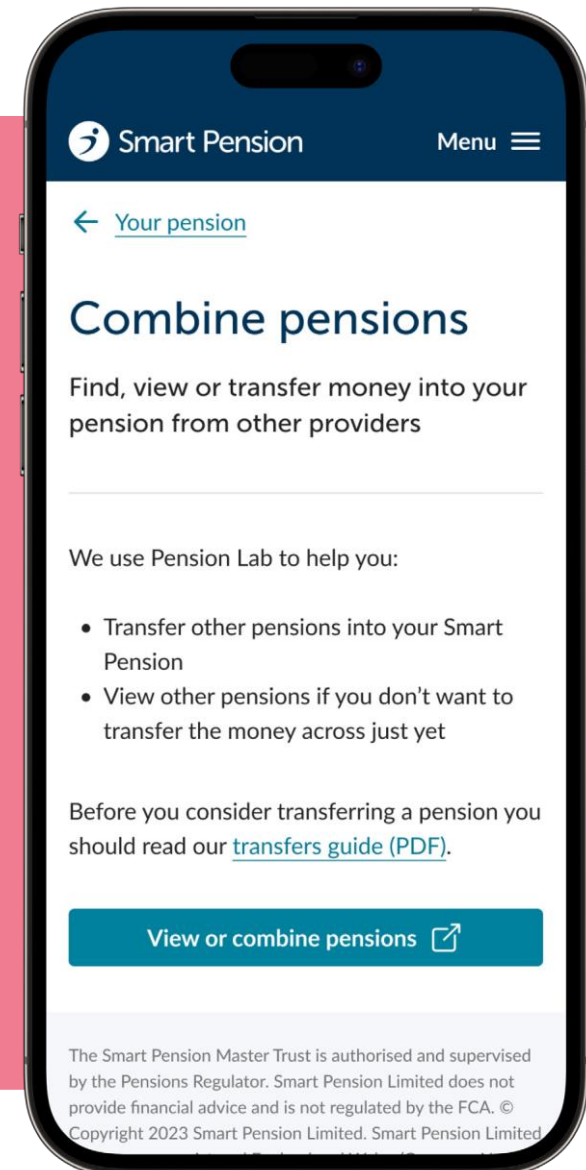 Smart Pension
Menu
Your pension
Combine pensions
Find, view or transfer money into your
pension from other providers
We use Pension Lab to help you:
• Transfer other pensions into your Smart
Pension
• View other pensions if you don’t want to
transfer the money across just yet
Before you consider transferring a pension you
should read our transfers guide (PDF).
View or combine pensions
The Smart Pension Master Trust is authorised and supervised
by the Pensions Regulator. Smart Pension Limited does not
provide financial advice and is not regulated by the FCA. ©
Copyright 2023 Smart Pension Limited. Smart Pension Limited